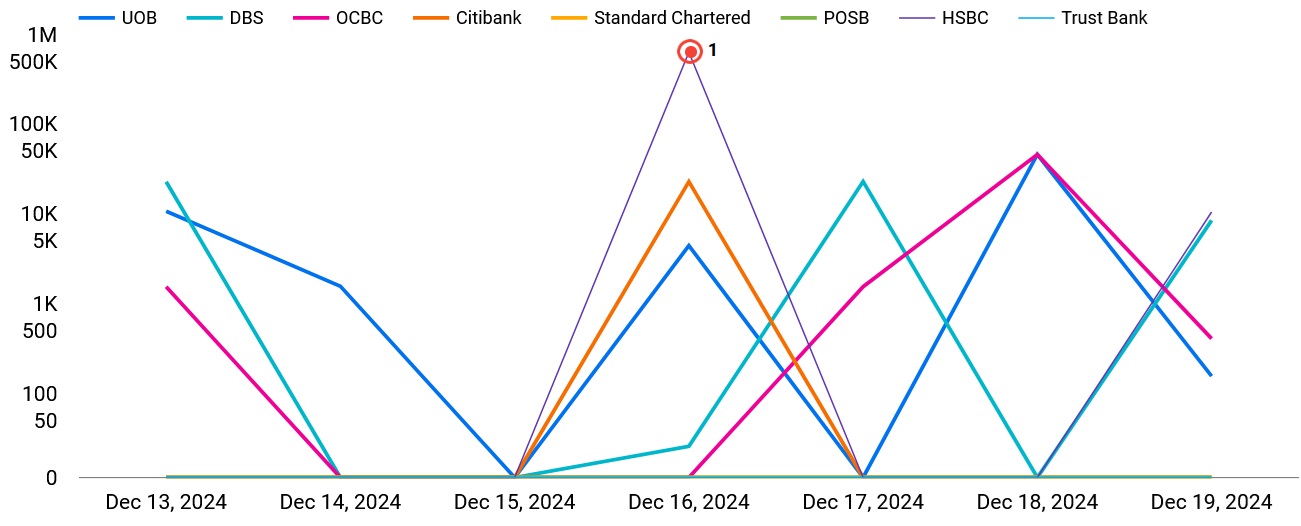 UOB DBS OCBC Citibank Standard Chartered POSB HSBC Trust Bank
1M
1
500K
100K
50K
10K
5K
1K
500
100
50
0
Dec 13, 2024 Dec 14, 2024 Dec 15, 2024 Dec 16, 2024 Dec 17, 2024 Dec 18, 2024 Dec 19, 2024